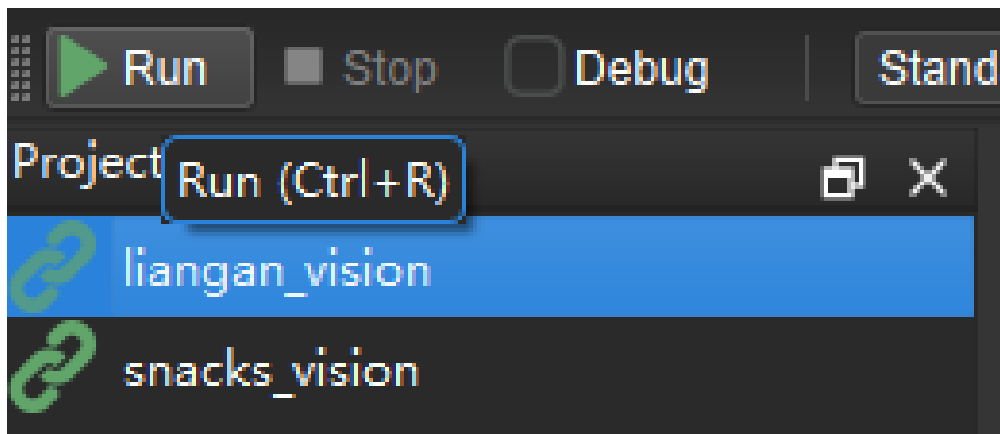 Run Stop Debug Stand
Project
Run (Ctrl+R)
liangan_vision
snacks_vision